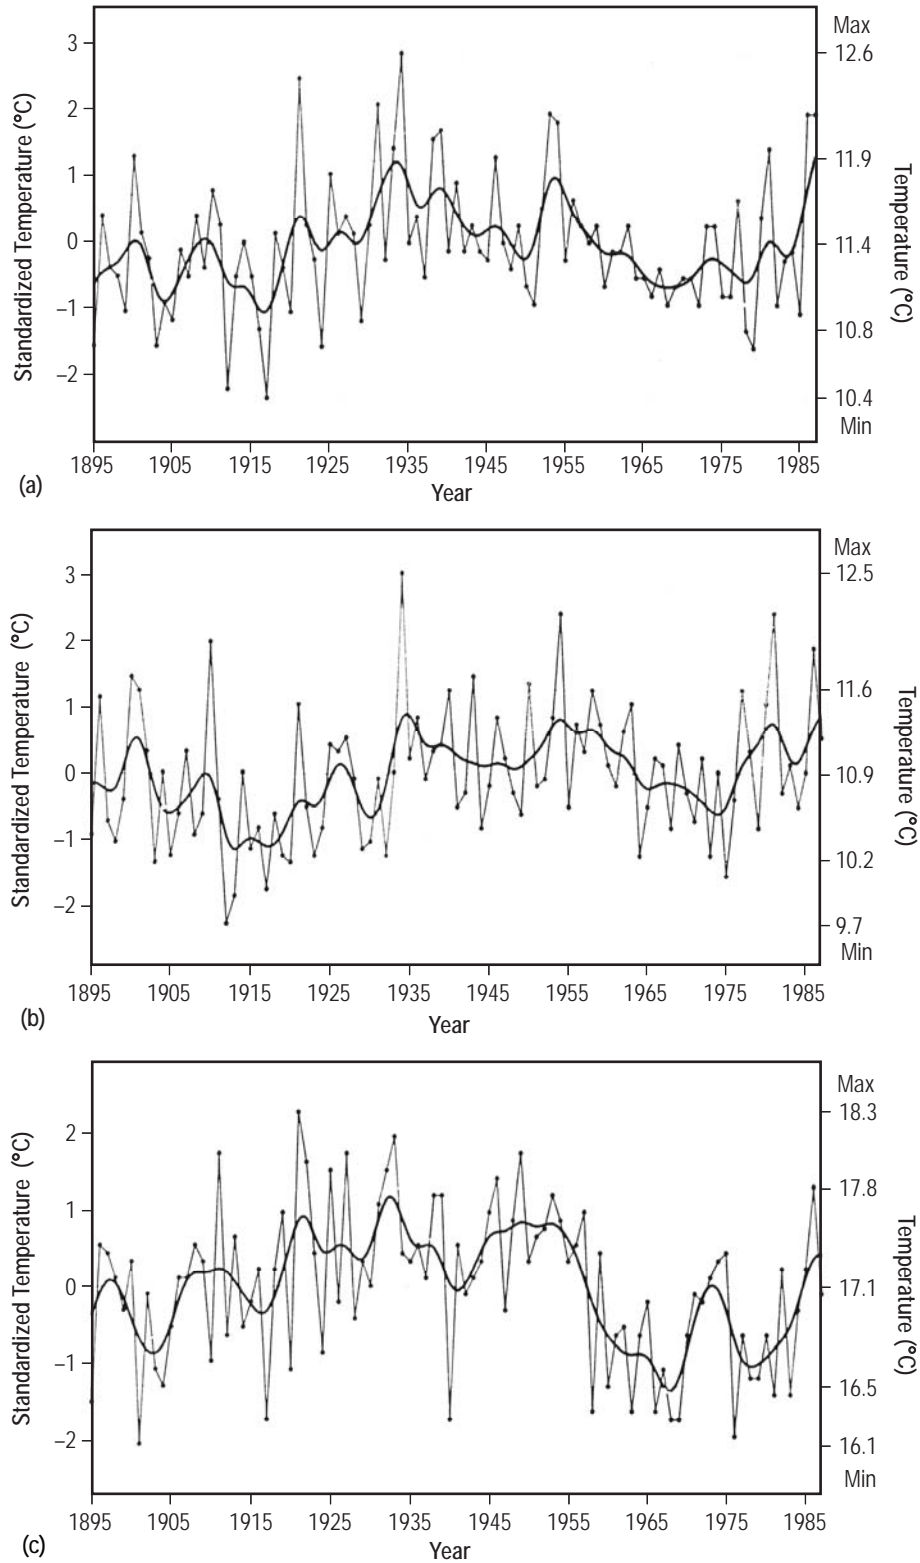 Max
3
12.6
2
1
11.9
0
11.4
−1
10.8
−2
10.4
Min
Standardized Temperature (°C)
Temperature (°C)
1895 1905 1915 1925 1935 1945 1955 1965 1975 1985
(a)
Year
Max
3
12.5
2
1
11.6
0
10.9
−1
10.2
−2
9.7
Min
Standardized Temperature (°C)
Temperature (°C)
1895 1905 1915 1925 1935 1945 1955 1965 1975 1985
(b)
Year
Max
18.3
2
17.8
1
0
17.1
−1
16.5
−2
16.1
Min
Standardized Temperature (°C)
Temperature (°C)
1895 1905 1915 1925 1935 1945 1955 1965 1975 1985
(c)
Year